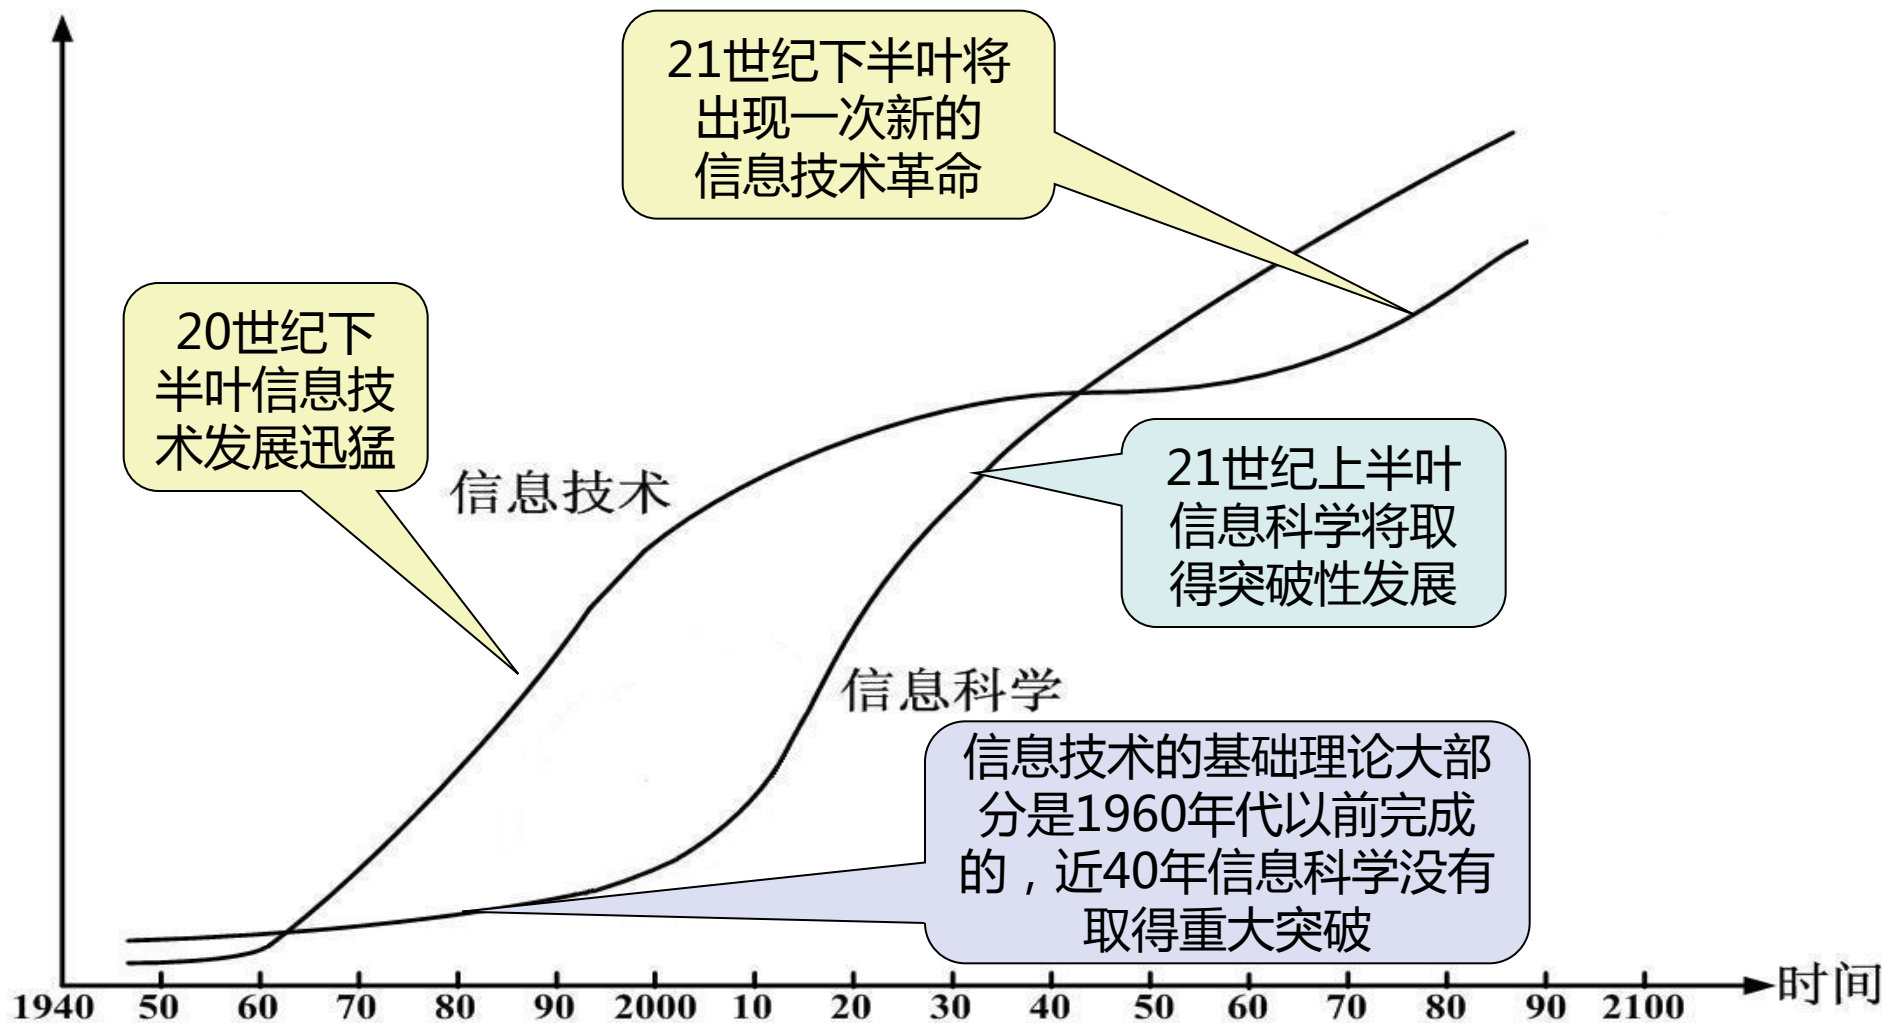 21世纪下半叶将
出现一次新的
信息技术革命
20世纪下
半叶信息技
术发展迅猛
信息技术
21世纪上半叶
信息科学将取
得突破性发展
信息科学
信息技术的基础理论大部
分是1960年代以前完成
的，近40年信息科学没有
取得重大突破
时间
1940 50 60 70 80 90 2000 10 20 30 40 50 60 70 80 90 2100